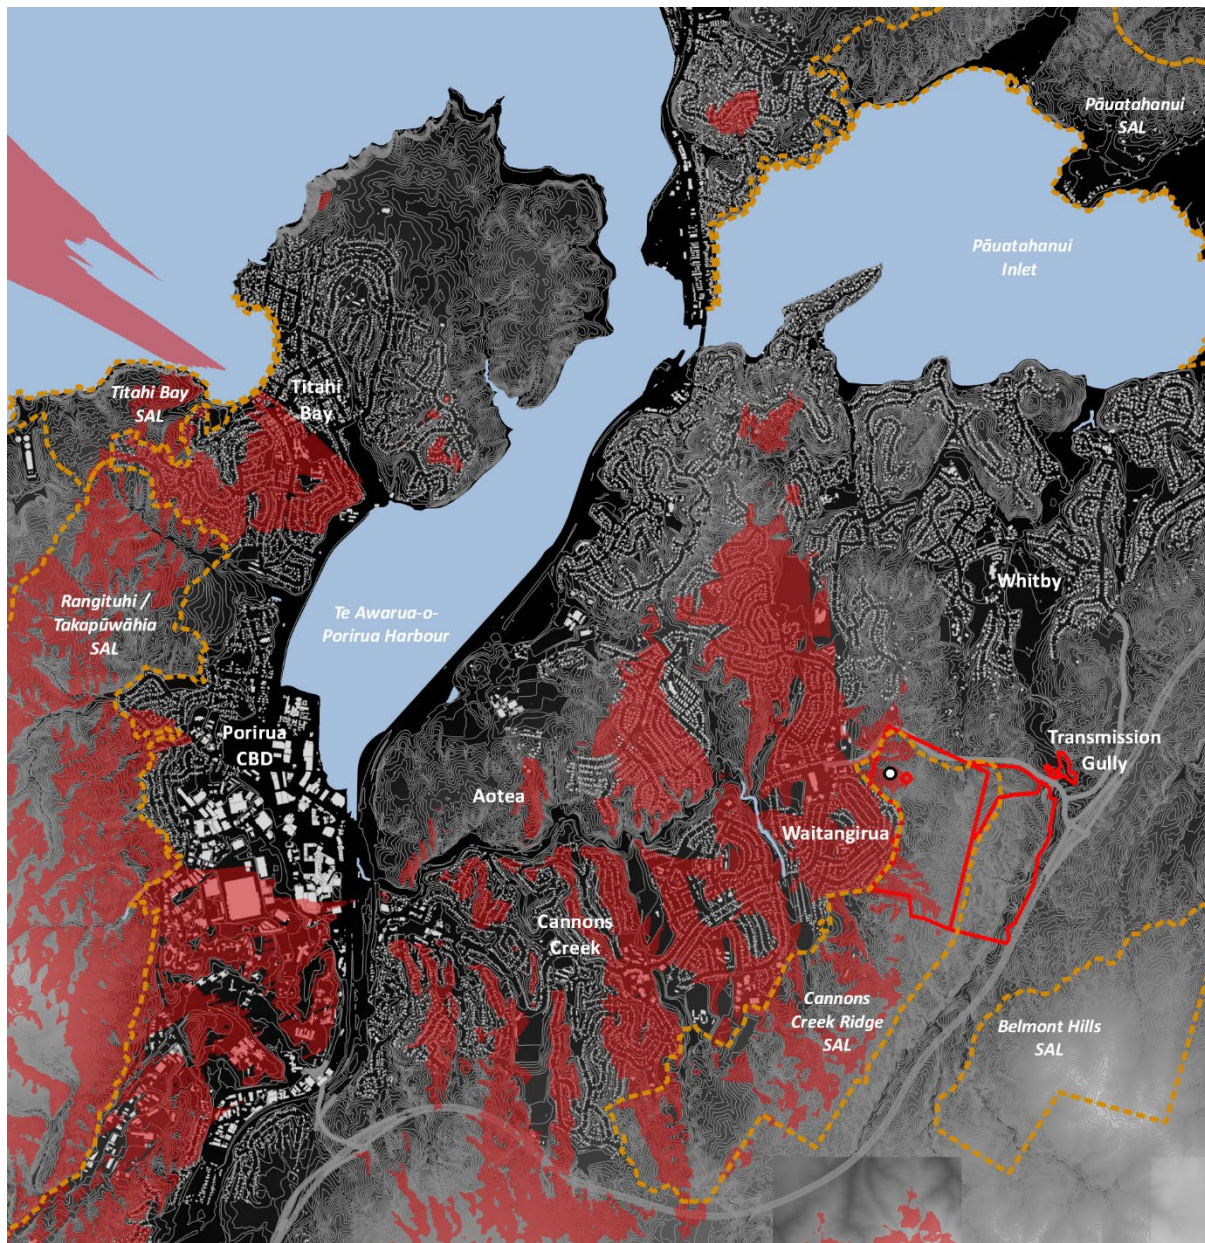 Pāuatahanui
SAL
Pāuatahanui
Inlet
Titahi Bay
SAL
Titahi
Bay
Whitby
Rangituhi /
Takapūwāhia
SAL
Te Awarua-o-
Porirua Harbour
Porirua
CBD
Transmission
Gully
Aotea
Waitangirua
Cannons
Creek
Cannons
Creek Ridge
SAL
Belmont Hills
SAL